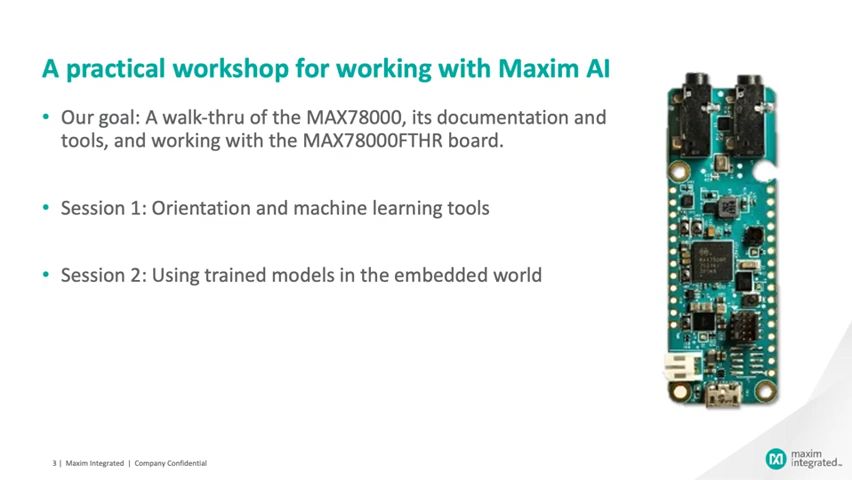 A practical workshop for working with Maxim AI
• Our goal: A walk-thru of the MAX78000, its documentation and
tools, and working with the MAX78000FTHR board.
• Session 1: Orientation and machine learning tools
• Session 2: Using trained models in the embedded world
3 | Maxim Integrated | Company Confidential
maxim
integrated™